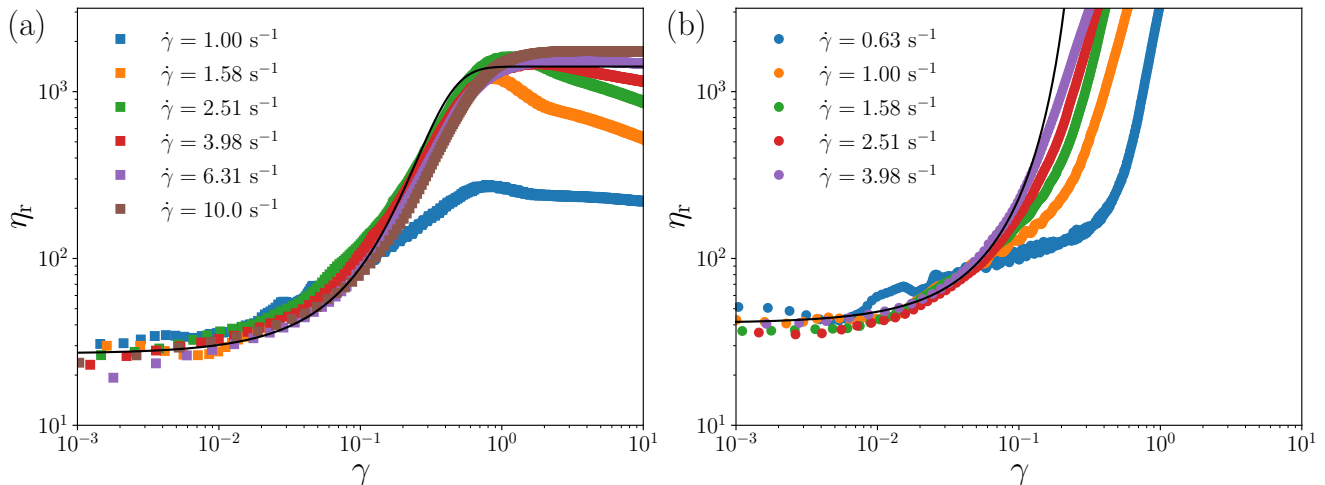 (a)
γ̇ = 1.00 s⁻¹
γ̇ = 1.58 s⁻¹
γ̇ = 2.51 s⁻¹
γ̇ = 3.98 s⁻¹
γ̇ = 6.31 s⁻¹
γ̇ = 10.0 s⁻¹
10³
10²
10¹
ηᵣ
10⁻³ 10⁻² 10⁻¹ 10⁰ 10¹
γ
(b)
γ̇ = 0.63 s⁻¹
γ̇ = 1.00 s⁻¹
γ̇ = 1.58 s⁻¹
γ̇ = 2.51 s⁻¹
γ̇ = 3.98 s⁻¹
10³
10²
10¹
ηᵣ
10⁻³ 10⁻² 10⁻¹ 10⁰ 10¹
γ